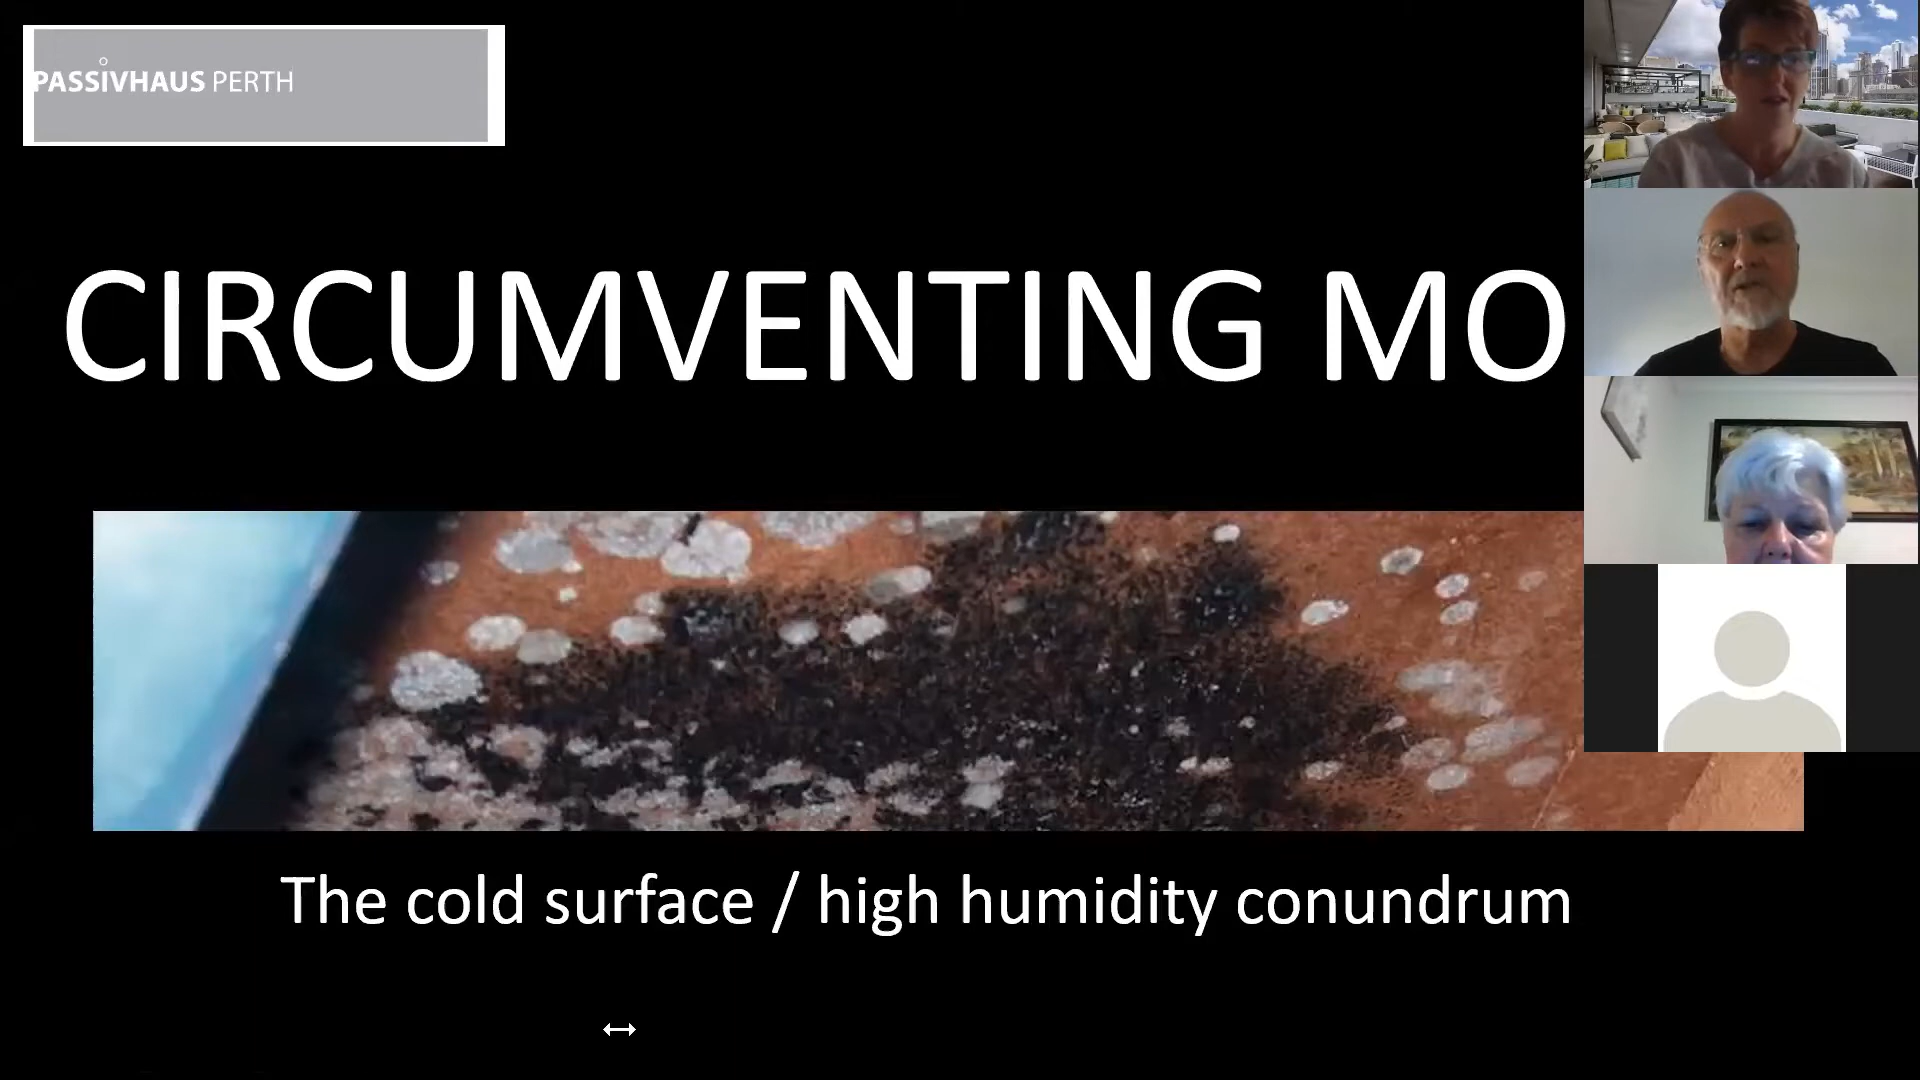 PASSIVHAUS PERTH
CIRCUMVENTING MO
The cold surface / high humidity conundrum